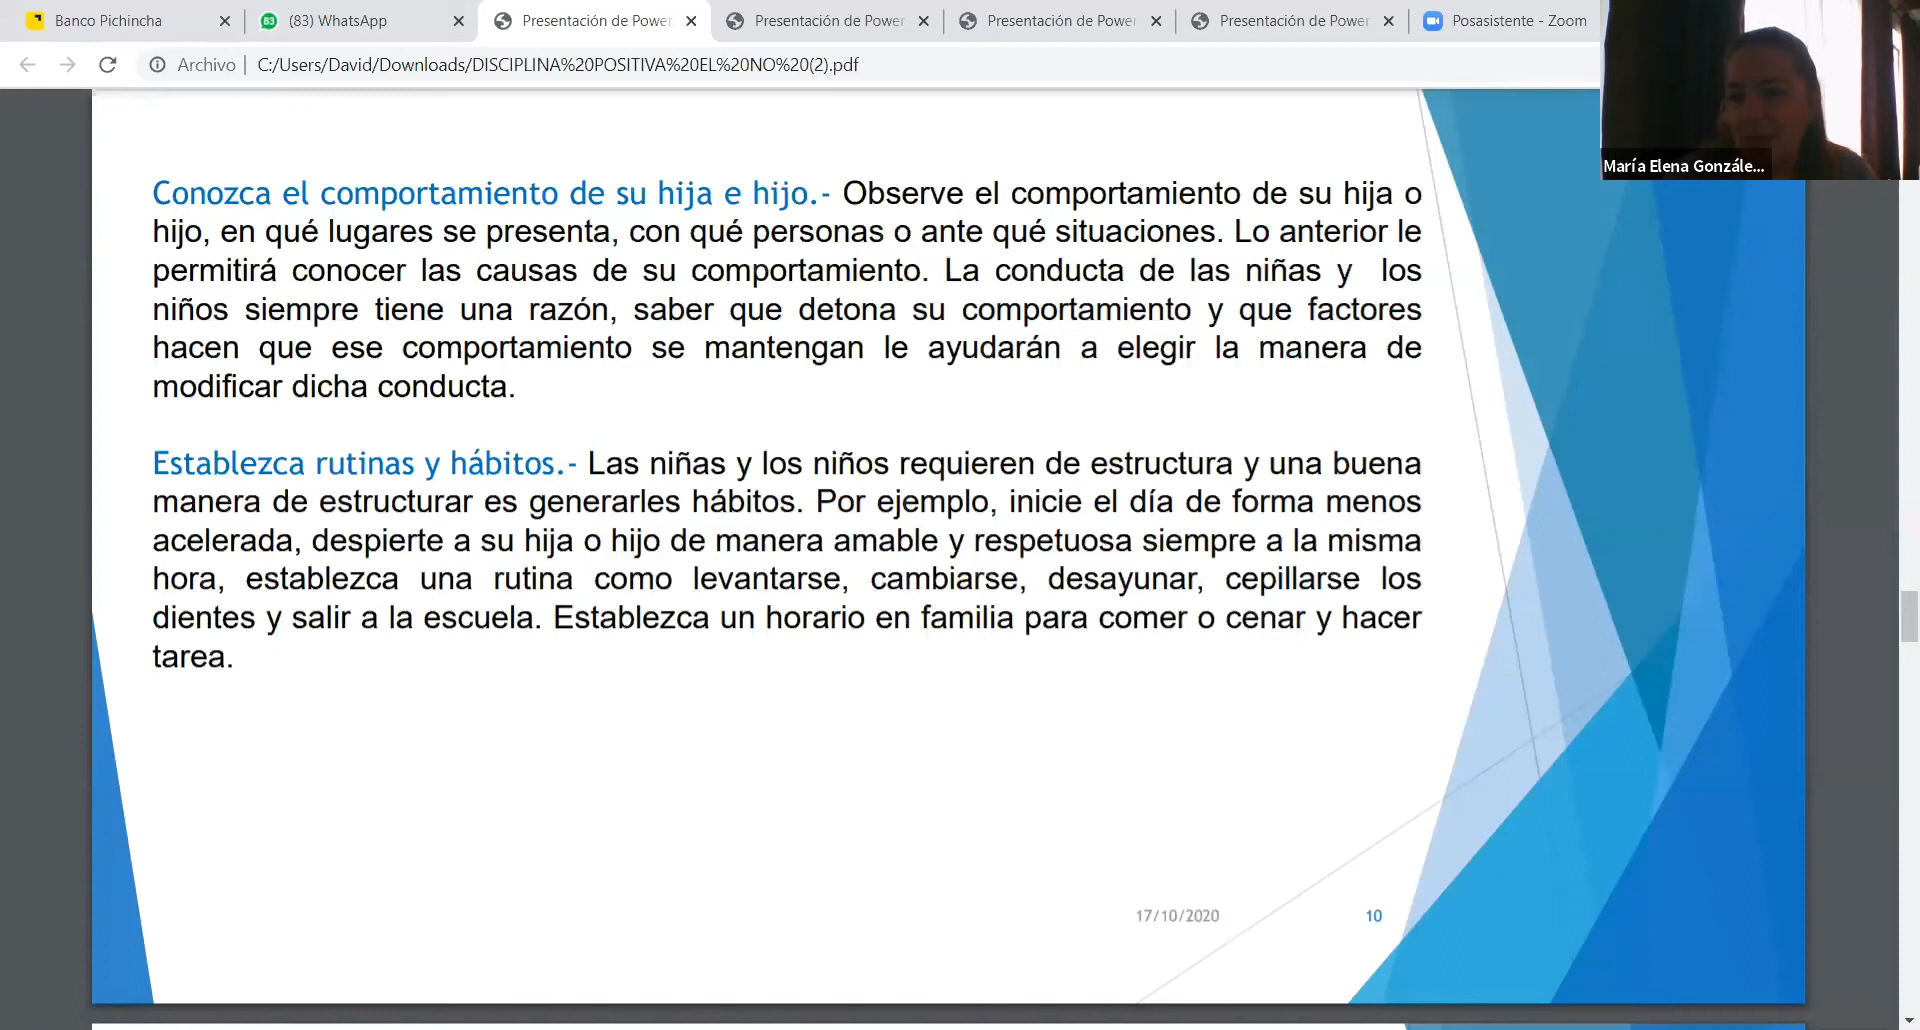 Banco Pichincha
(83) WhatsApp
Presentación de Power
Presentación de Power
Presentación de Power
Presentación de Power
Posasistente - Zoom
Archivo
C:/Users/David/Downloads/DISCIPLINA%20POSITIVA%20EL%20NO%20(2).pdf
María Elena Gonzále...
Conozca el comportamiento de su hija e hijo.- Observe el comportamiento de su hija o
hijo, en qué lugares se presenta, con qué personas o ante qué situaciones. Lo anterior le
permitirá conocer las causas de su comportamiento. La conducta de las niñas y los
niños siempre tiene una razón, saber que detona su comportamiento y que factores
hacen que ese comportamiento se mantengan le ayudarán a elegir la manera de
modificar dicha conducta.
Establezca rutinas y hábitos.- Las niñas y los niños requieren de estructura y una buena
manera de estructurar es generarles hábitos. Por ejemplo, inicie el día de forma menos
acelerada, despierte a su hija o hijo de manera amable y respetuosa siempre a la misma
hora, establezca una rutina como levantarse, cambiarse, desayunar, cepillarse los
dientes y salir a la escuela. Establezca un horario en familia para comer o cenar y hacer
tarea.
17/10/2020
10